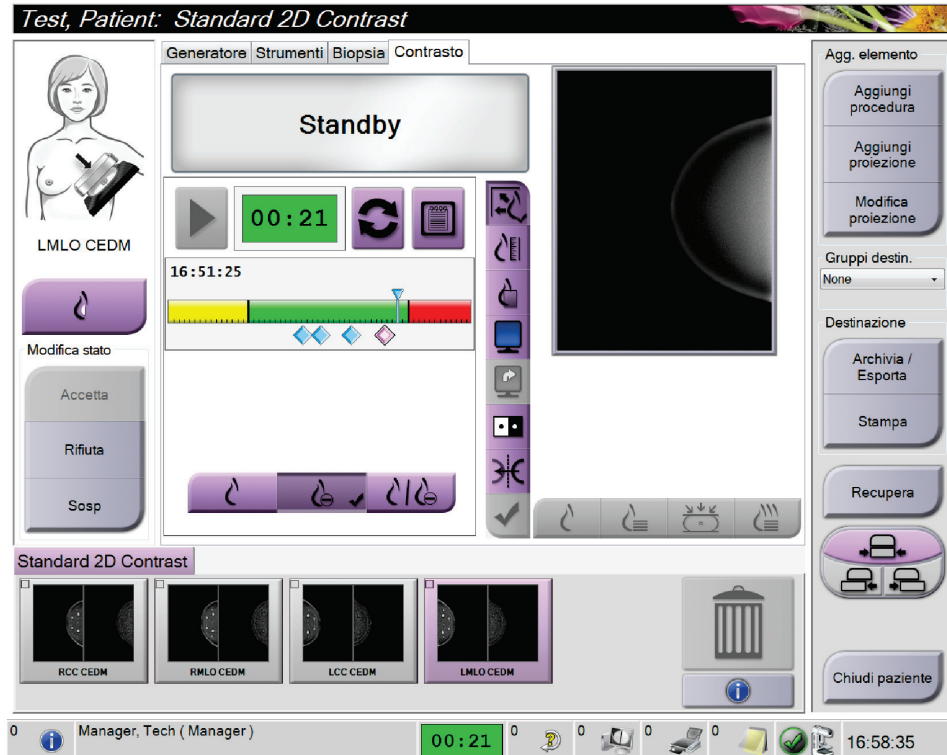 Test, Patient: Standard 2D Contrast
Generatore Strumenti Biopsia Contrasto
Standby
00:21
16:51:25
LMLO CEDM
Modifica stato
Accetta
Rifiuta
Sosp
Agg. elemento
Aggiungi
procedura
Aggiungi
proiezione
Modifica
proiezione
Gruppi destin.
None
Destinazione
Archivia /
Esporta
Stampa
Recupera
Chiudi paziente
Standard 2D Contrast
RCC CEDM
RMLO CEDM
LCC CEDM
LMLO CEDM
0 Manager, Tech ( Manager ) 00:21 0 0 0 0 16:58:35